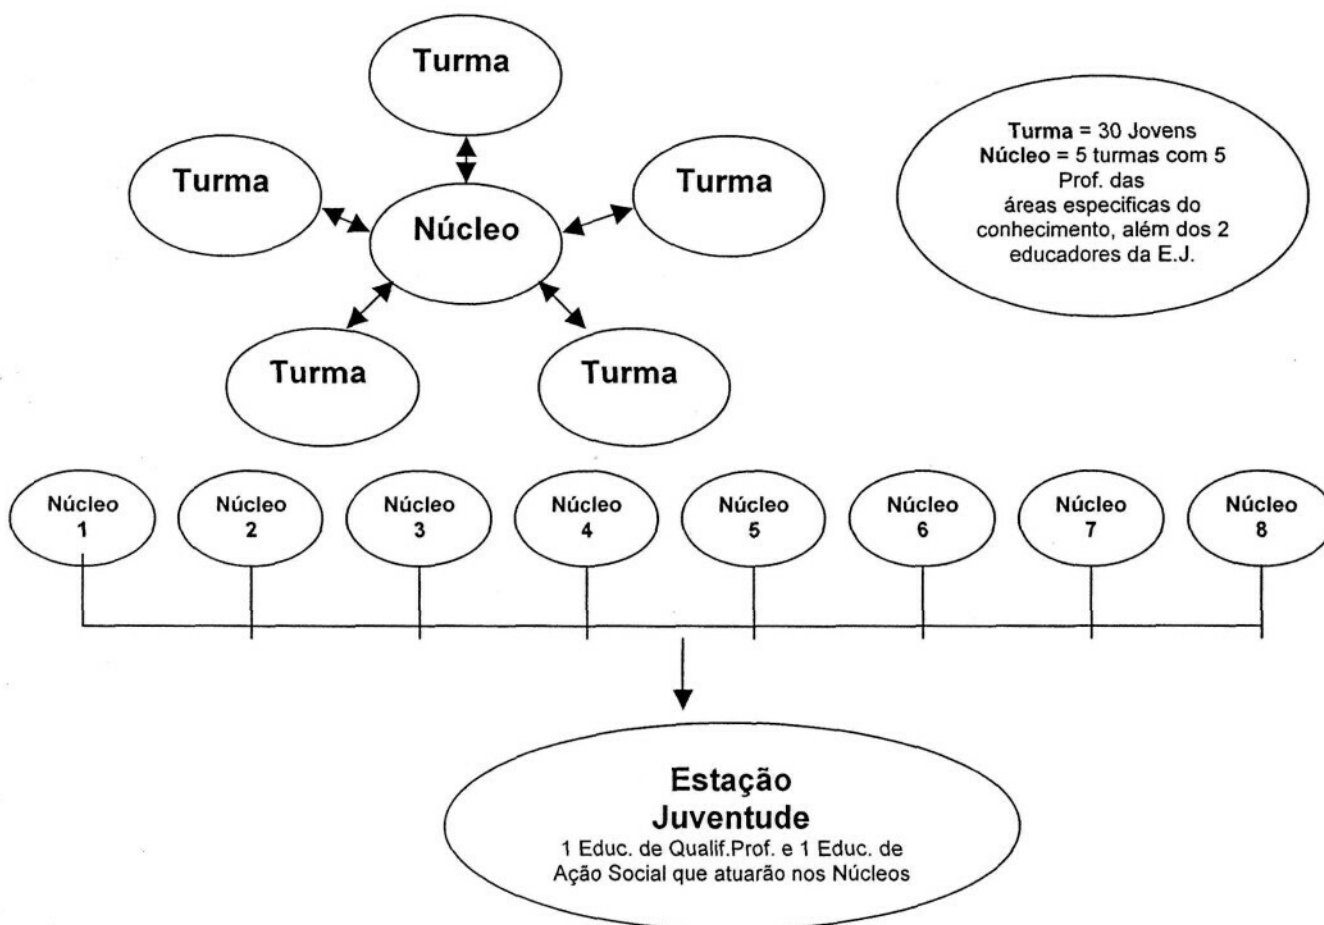 Turma
Turma
Núcleo
Turma
Turma
Turma
Turma = 30 Jovens
Núcleo = 5 turmas com 5
Prof. das
áreas especificas do
conhecimento, além dos 2
educadores da E.J.
Núcleo
1
Núcleo
2
Núcleo
3
Núcleo
4
Núcleo
5
Núcleo
6
Núcleo
7
Núcleo
8
Estação
Juventude
1 Educ. de Qualif.Prof. e 1 Educ. de
Ação Social que atuarão nos Núcleos